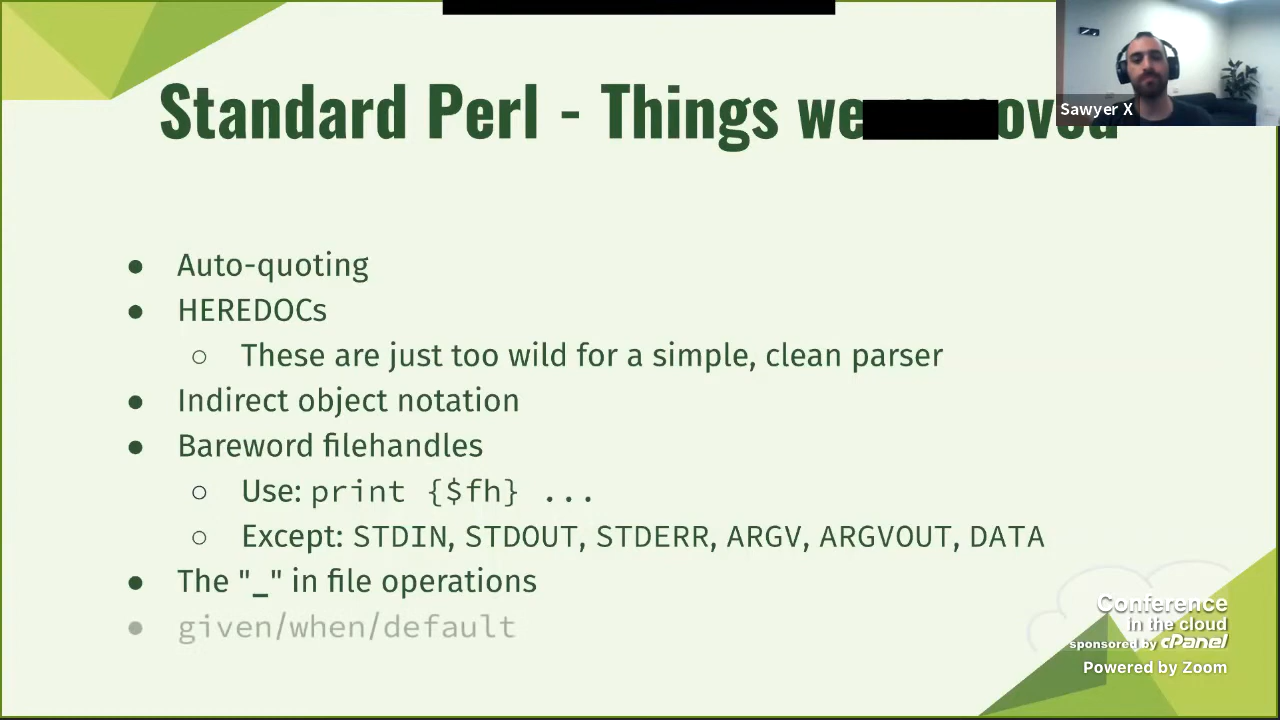 Standard Perl - Things we
Sawyer X
● Auto-quoting
● HEREDOCs
○ These are just too wild for a simple, clean parser
● Indirect object notation
● Bareword filehandles
○ Use: print {$fh} ...
○ Except: STDIN, STDOUT, STDERR, ARGV, ARGVOUT, DATA
● The "_" in file operations
● given/when/default
Conference
in the cloud
sponsored by cPanel
Powered by Zoom